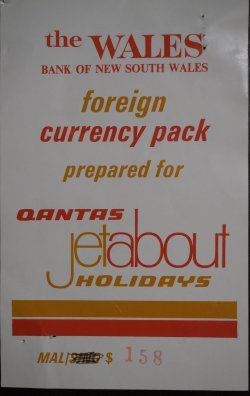 the WALES
BANK OF NEW SOUTH WALES
foreign
currency pack
prepared for
QANTAS
jetabout
HOLIDAYS
MAL/ $ 158